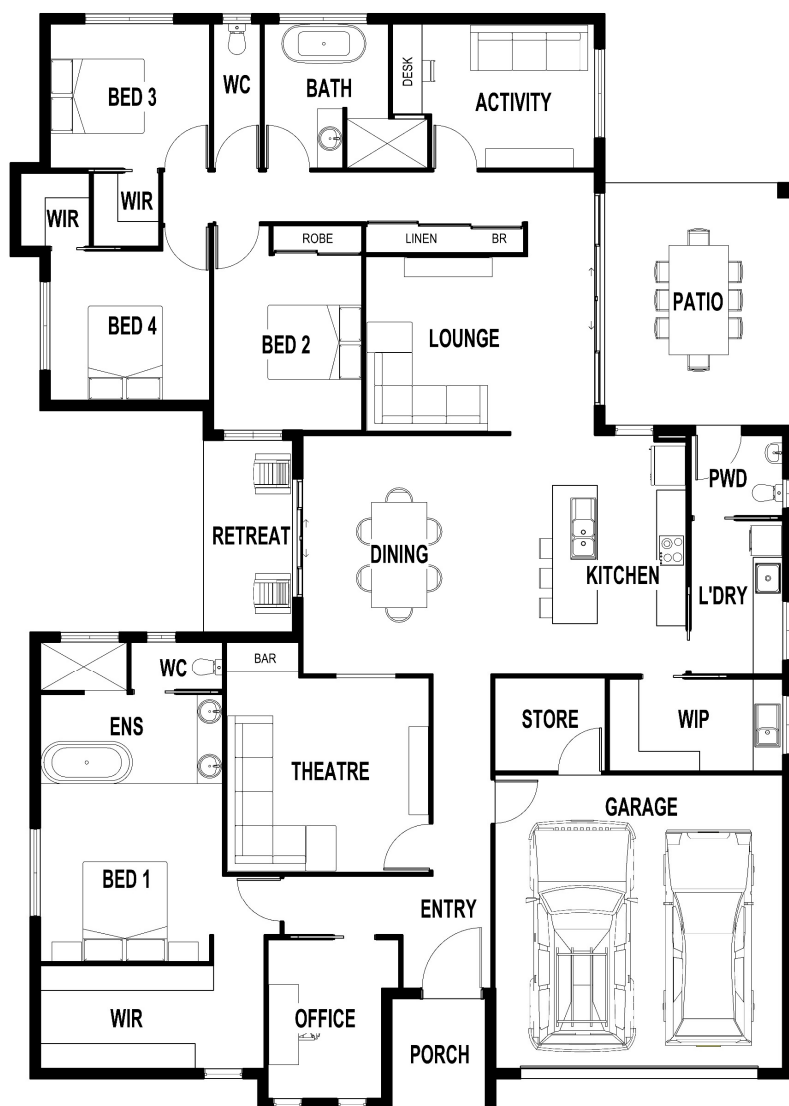 BED 3
WC
BATH
DESK
ACTIVITY
WIR
WIR
ROBE
LINEN
BR
BED 4
BED 2
LOUNGE
PATIO
RETREAT
DINING
KITCHEN
PWD
L'DRY
WC
BAR
ENS
THEATRE
STORE
WIP
GARAGE
BED 1
ENTRY
WIR
OFFICE
PORCH